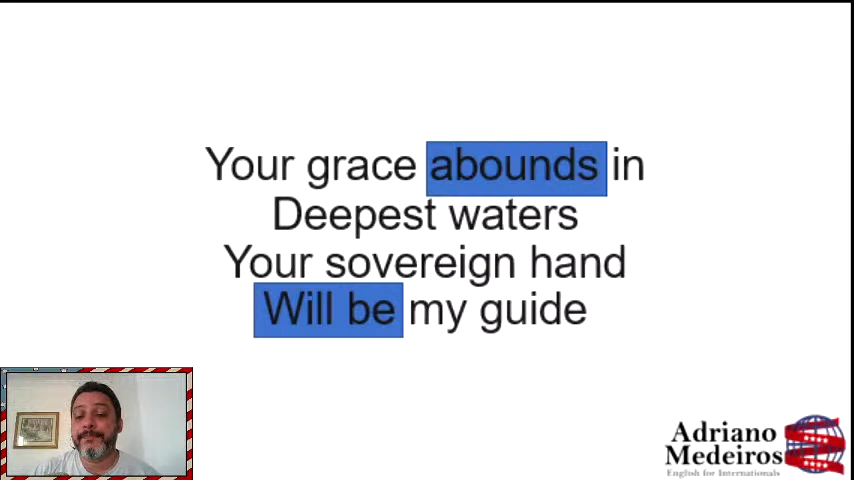 Your grace abounds in
Deepest waters
Your sovereign hand
Will be my guide
Adriano
Medeiros
English for Internationals